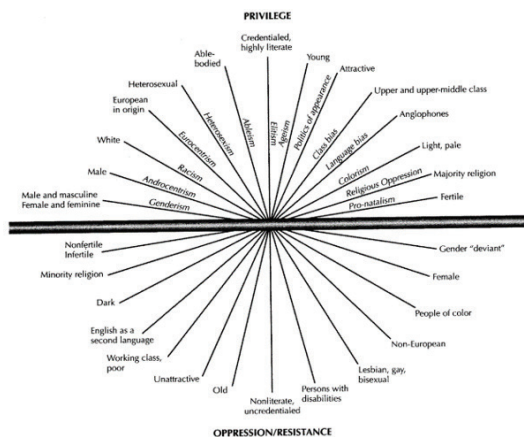 PRIVILEGE
Credentialed,
highly literate
Able-
bodied
Young
Attractive
Heterosexual
Upper and upper-middle class
European
in origin
Anglophones
White
Light, pale
Male
Majority religion
Male and masculine
Female and feminine
Fertile
Genderism
Androcentrism
Racism
Eurocentrism
Heterosexism
Ableism
Elitism
Ageism
Politics of appearance
Class bias
Language bias
Colorism
Religious Oppression
Pro-natalism
Nonfertile
Infertile
Gender "deviant"
Minority religion
Female
Dark
People of color
English as a
second language
Non-European
Working class,
poor
Lesbian, gay,
bisexual
Unattractive
Persons with
disabilities
Old
Nonliterate,
uncredentialed
OPPRESSION/RESISTANCE